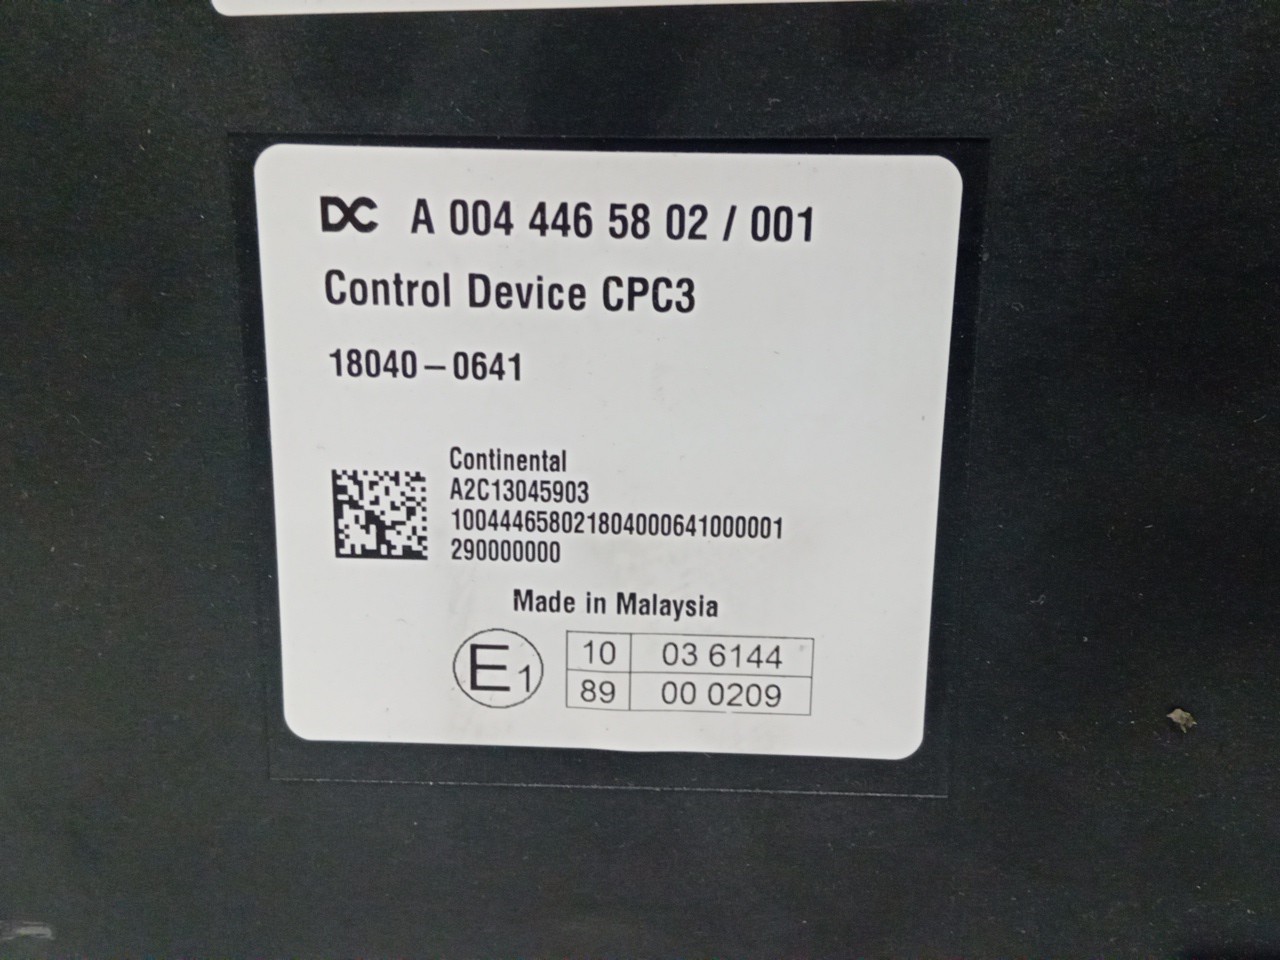 DC A 004 446 58 02 / 001
Control Device CPC3
18040 – 0641
Continental
A2C13045903
100444658021804000641000001
290000000
Made in Malaysia
E1
10 03 6144
89 00 0209